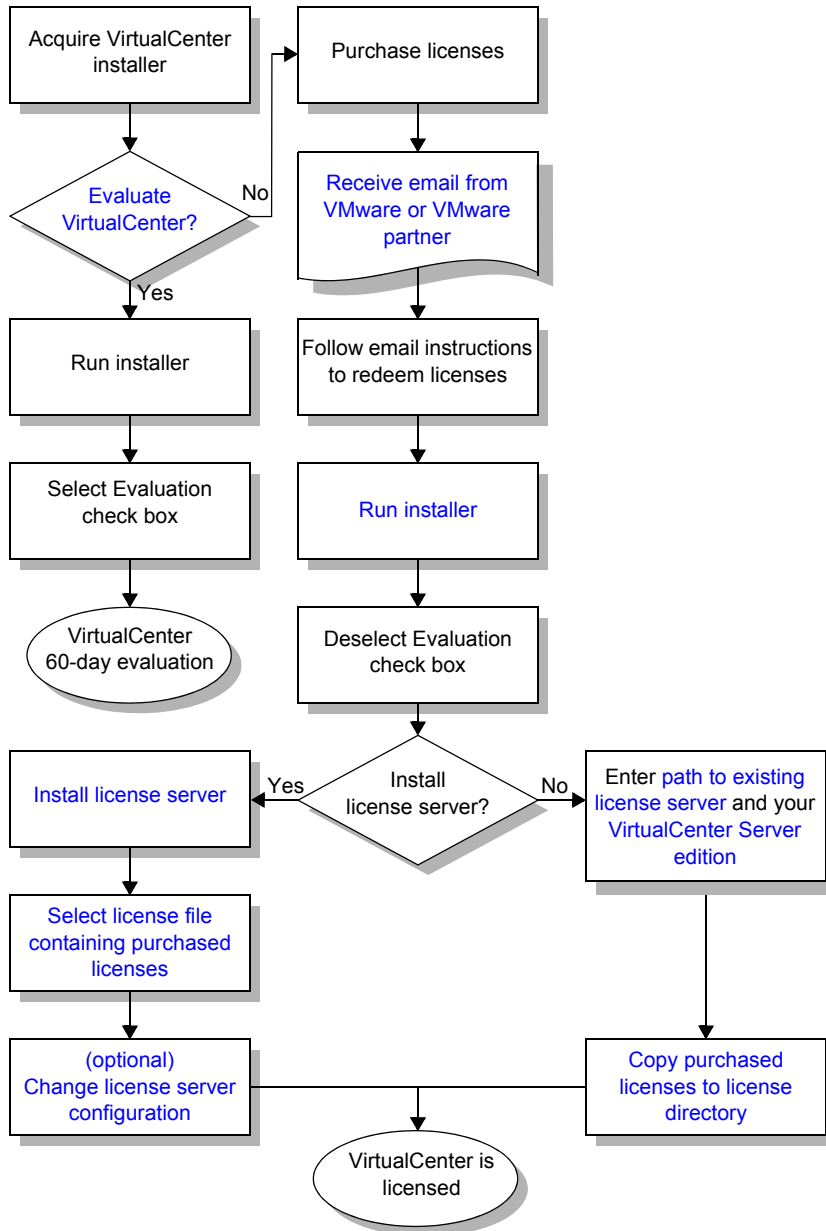 Acquire VirtualCenter
installer
Evaluate
VirtualCenter?
No
Yes
Run installer
Select Evaluation
check box
VirtualCenter
60-day evaluation
Purchase licenses
Receive email from
VMware or VMware
partner
Follow email instructions
to redeem licenses
Run installer
Deselect Evaluation
check box
Install
license server?
Yes
No
Install license server
Select license file
containing purchased
licenses
(optional)
Change license server
configuration
Enter path to existing
license server and your
VirtualCenter Server
edition
Copy purchased
licenses to license
directory
VirtualCenter is
licensed